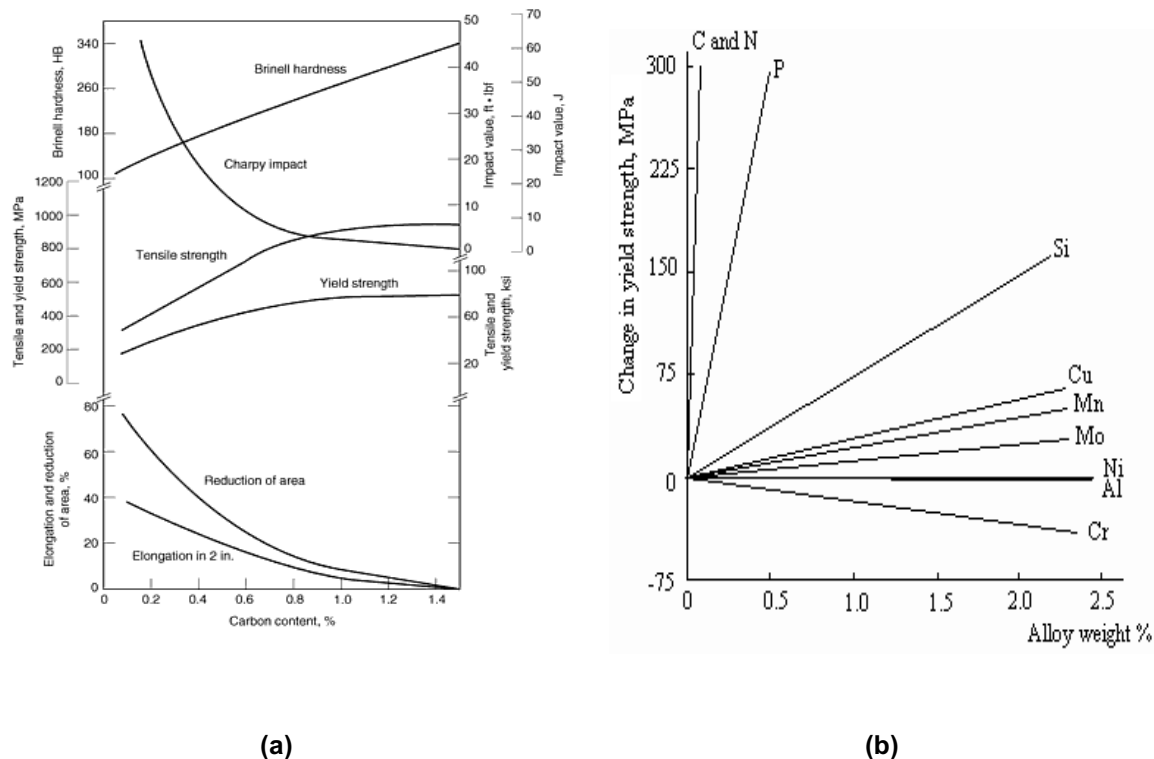 Brinell hardness, HB
340
260
180
100
Tensile and yield strength, MPa
1200
1000
800
600
400
200
0
Elongation and reduction
of area, %
80
60
40
20
0
Brinell hardness
Charpy impact
Tensile strength
Yield strength
Reduction of area
Elongation in 2 in.
50
40
30
20
10
0
Impact value, ft • lbf
70
60
50
40
30
20
10
0
Impact value, J
100
60
20
Tensile and
yield strength, ksi
0 0.2 0.4 0.6 0.8 1.0 1.2 1.4
Carbon content, %
(a)
Change in yield strength, MPa
300
225
150
75
0
-75
C and N
P
Si
Cu
Mn
Mo
Ni
Al
Cr
0 0.5 1.0 1.5 2.0 2.5
Alloy weight %
(b)